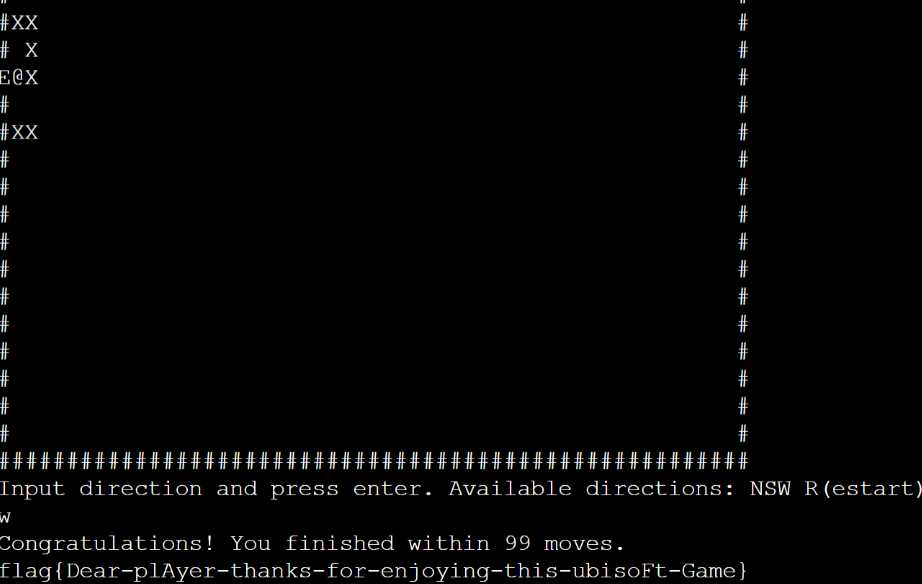 #XX                                                    #
# X                                                    #
E@X                                                    #
#                                                      #
#XX                                                    #
#                                                      #
#                                                      #
#                                                      #
#                                                      #
#                                                      #
#                                                      #
#                                                      #
#                                                      #
#                                                      #
#                                                      #
#                                                      #
#######################################################
Input direction and press enter. Available directions: NSW R(estart)
w
Congratulations! You finished within 99 moves.
flag{Dear-plAyer-thanks-for-enjoying-this-ubisoFt-Game}